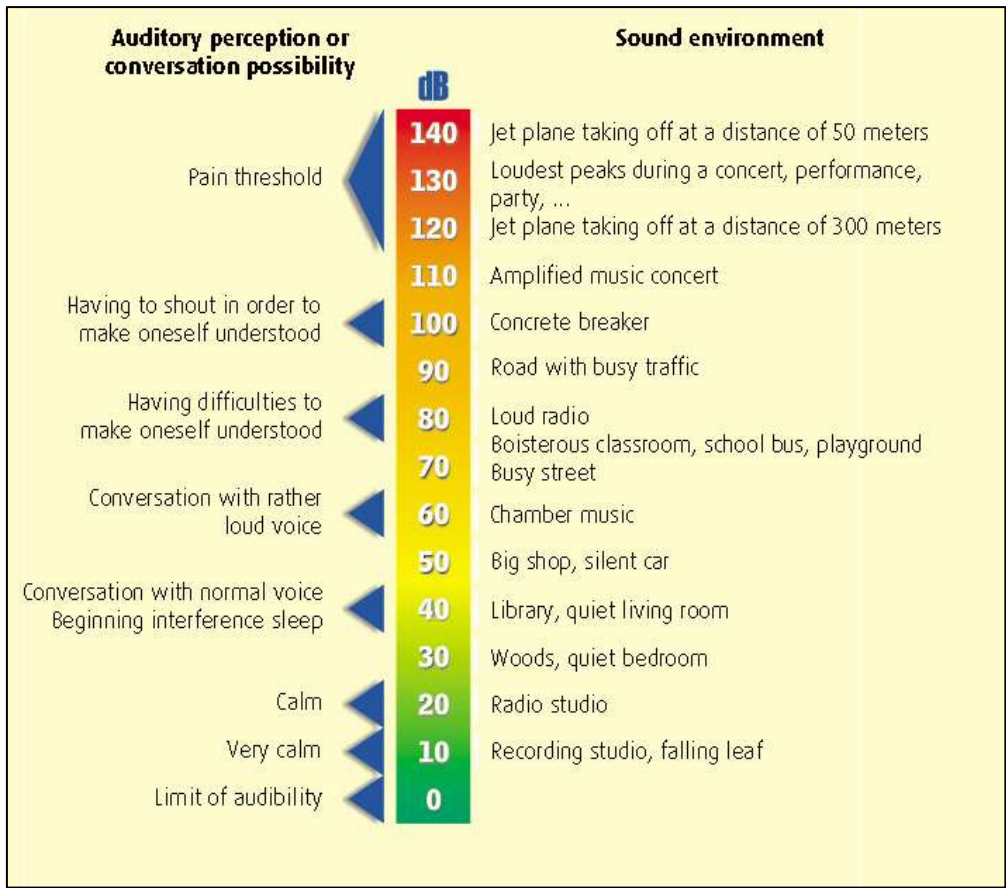 Auditory perception or
conversation possibility
Sound environment
dB
140 Jet plane taking off at a distance of 50 meters
Pain threshold
130 Loudest peaks during a concert, performance,
party, ...
120 Jet plane taking off at a distance of 300 meters
110 Amplified music concert
Having to shout in order to
make oneself understood
100 Concrete breaker
90 Road with busy traffic
Having difficulties to
make oneself understood
80 Loud radio
Boisterous classroom, school bus, playground
70 Busy street
Conversation with rather
loud voice
60 Chamber music
50 Big shop, silent car
Conversation with normal voice
Beginning interference sleep
40 Library, quiet living room
30 Woods, quiet bedroom
Calm 20 Radio studio
Very calm 10 Recording studio, falling leaf
Limit of audibility 0